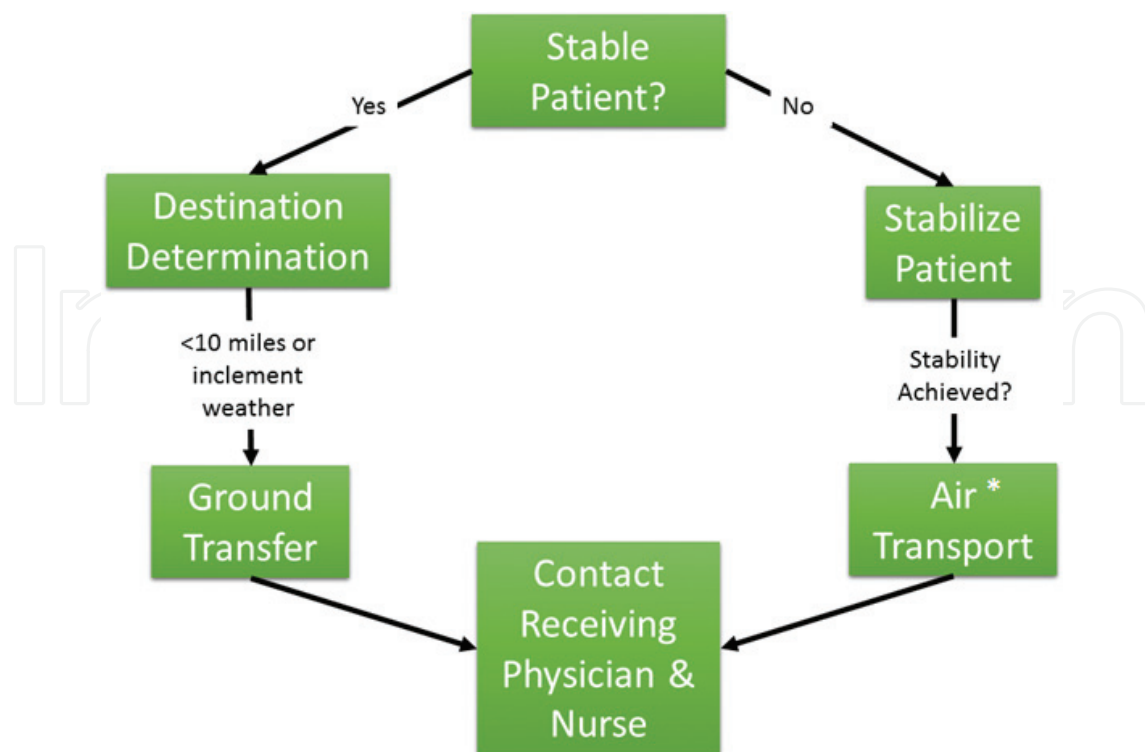 Stable
Patient?
Yes
No
Destination
Determination
Stabilize
Patient
<10 miles or
inclement
weather
Stability
Achieved?
Ground
Transfer
Air *
Transport
Contact
Receiving
Physician &
Nurse